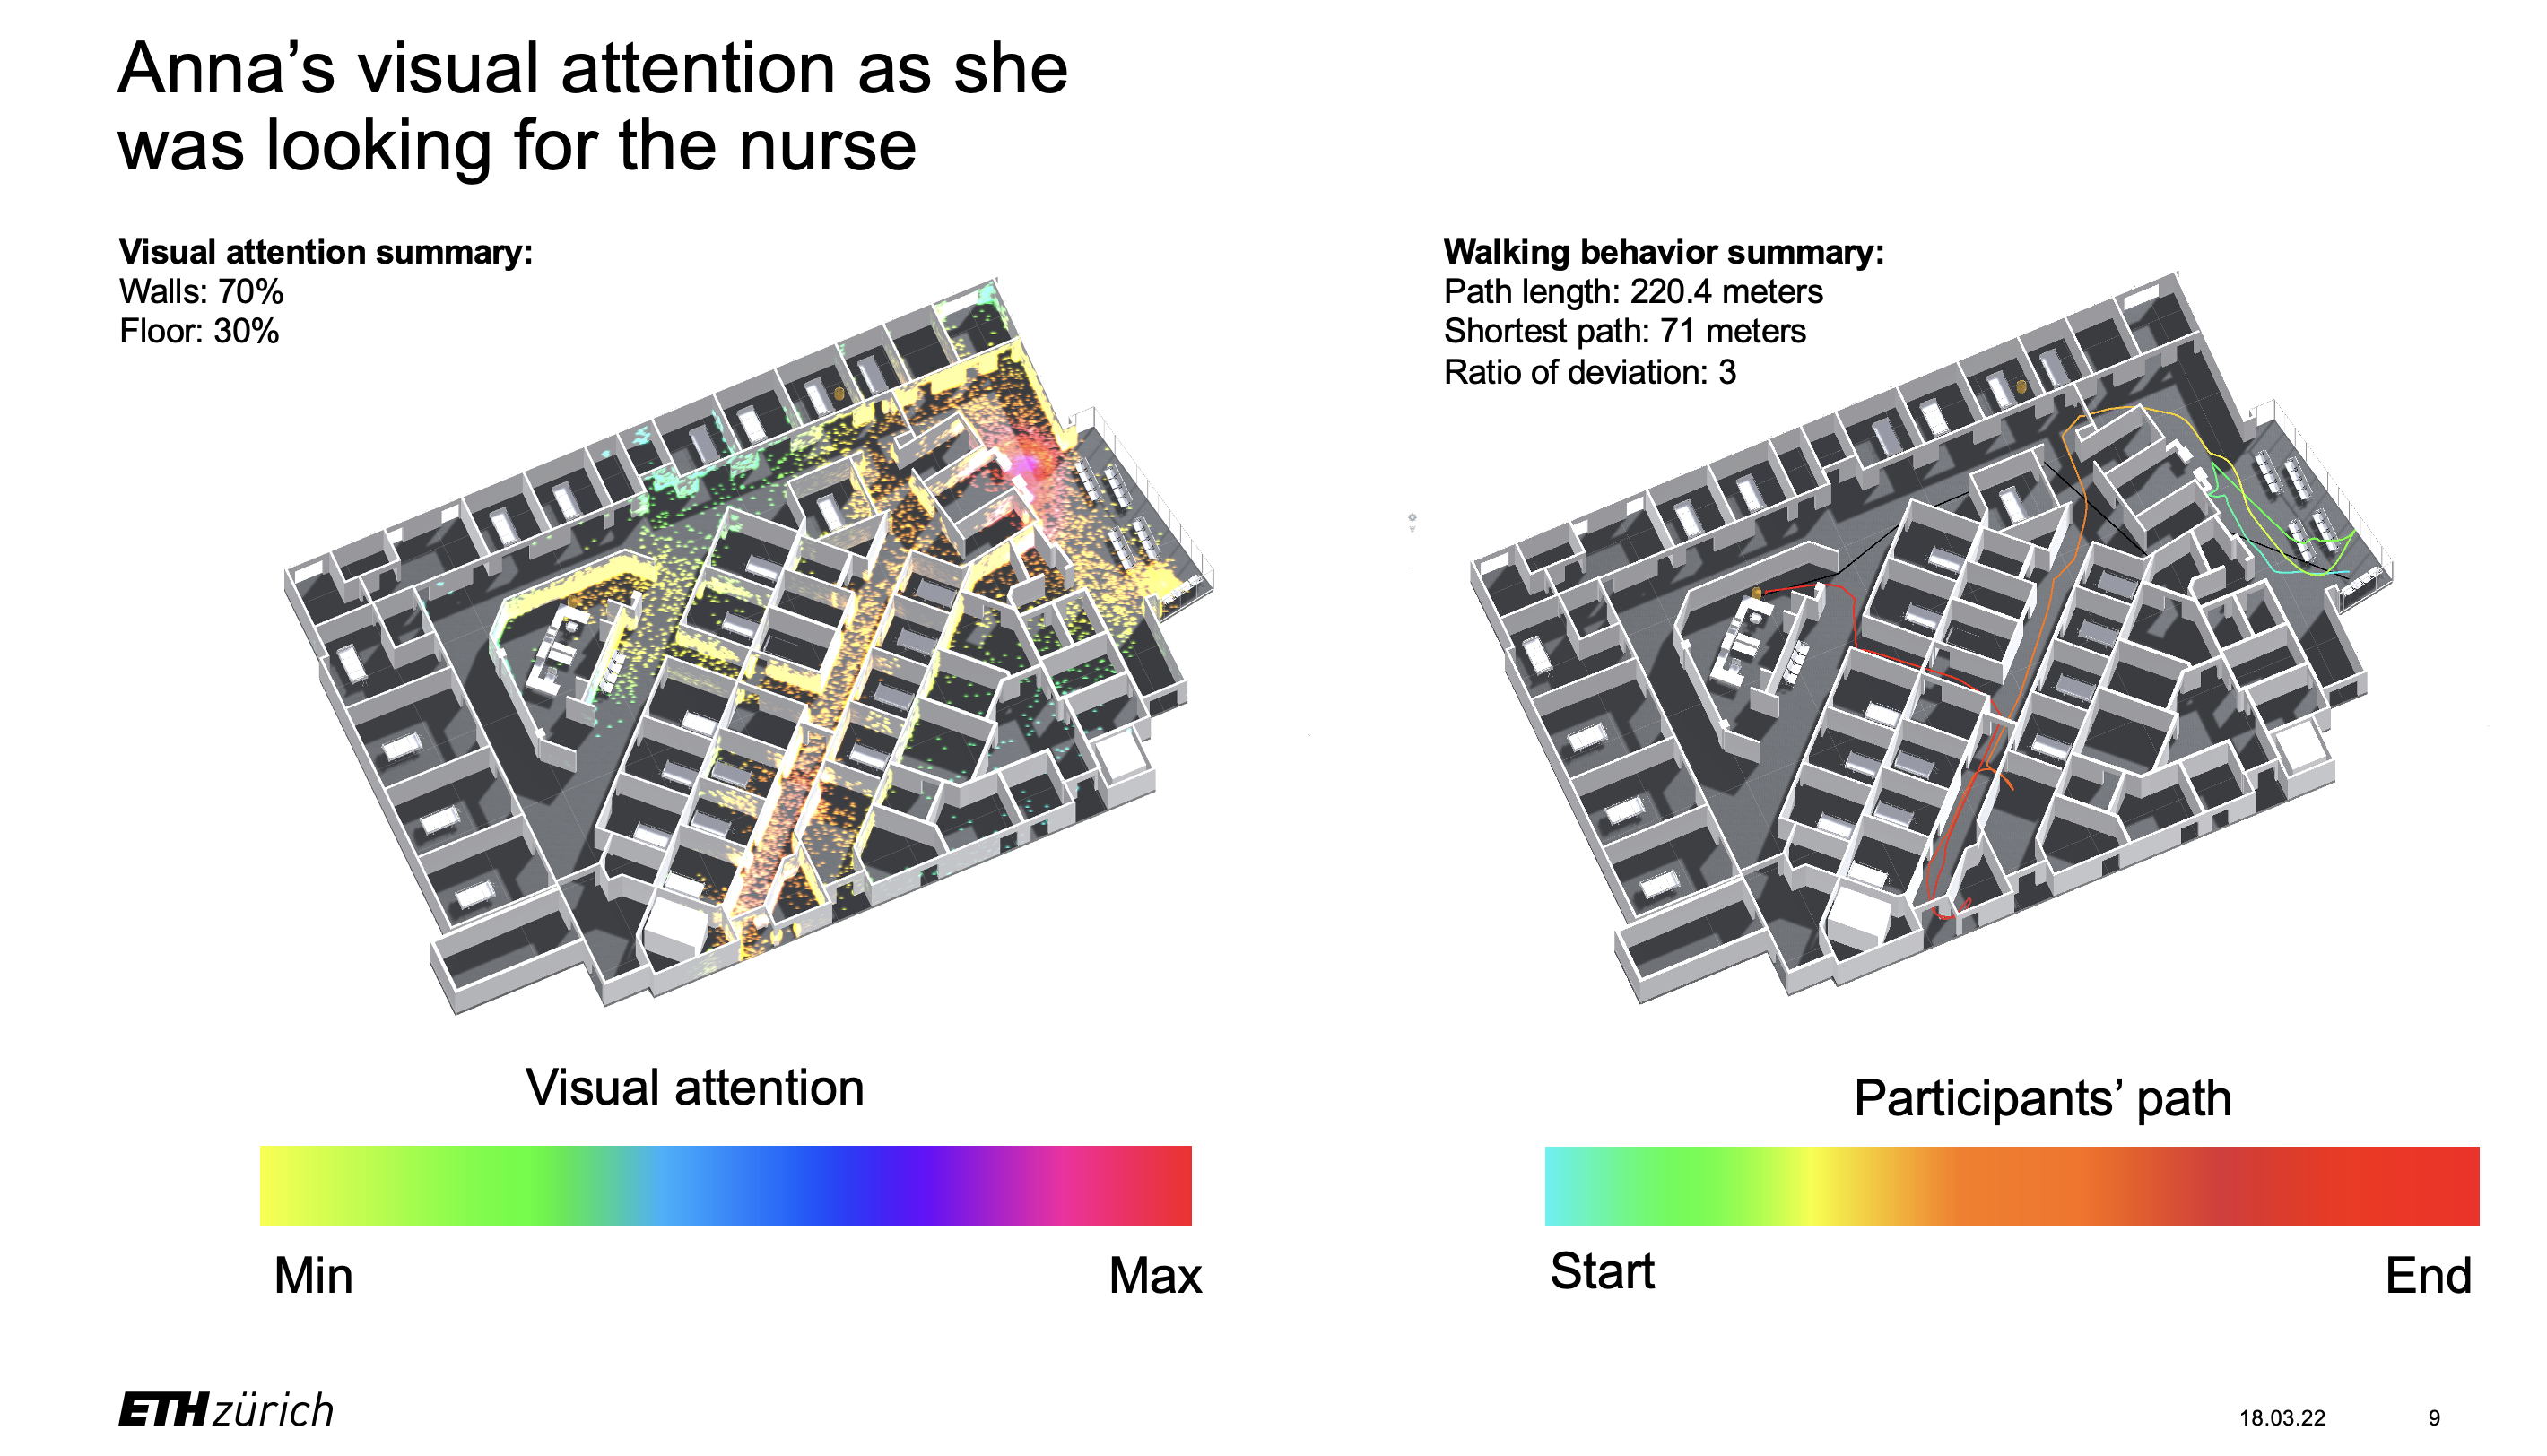 Anna’s visual attention as she
was looking for the nurse
Visual attention summary:
Walls: 70%
Floor: 30%
Walking behavior summary:
Path length: 220.4 meters
Shortest path: 71 meters
Ratio of deviation: 3
Visual attention
Min
Max
Participants’ path
Start
End
ETH zürich
18.03.22
9